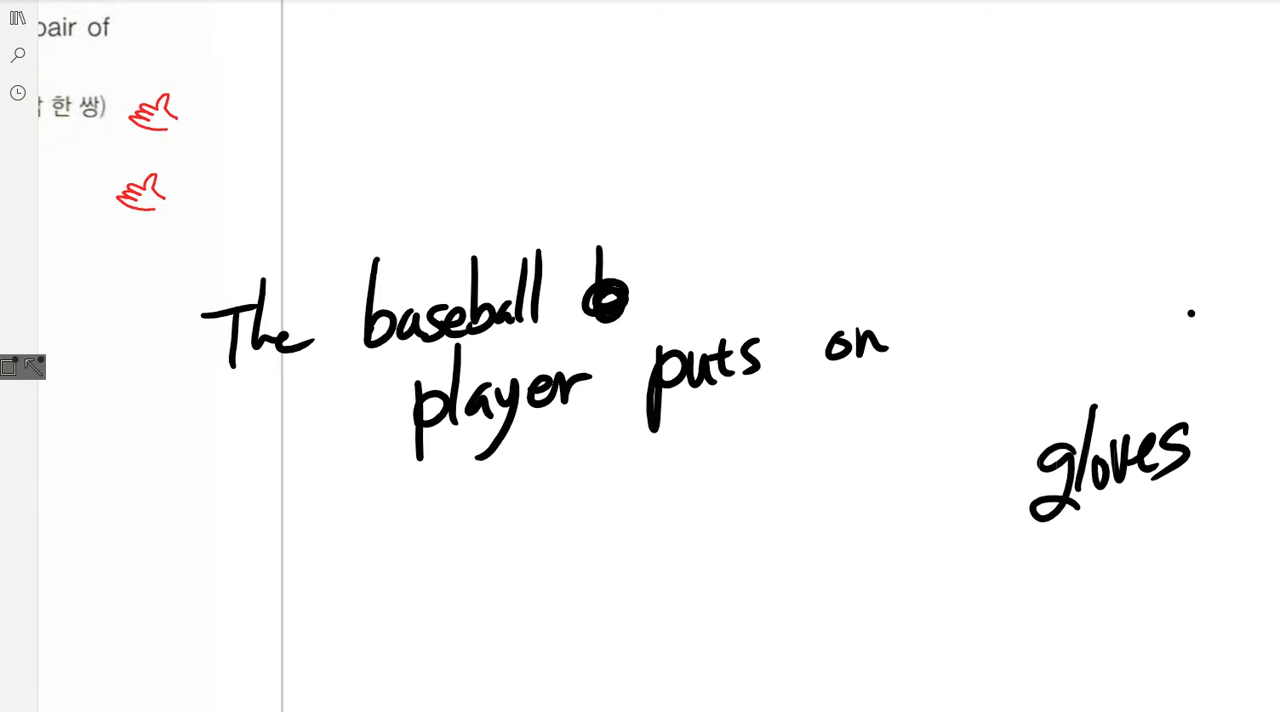 pair of
한 쌍)
The baseball
player puts on
gloves